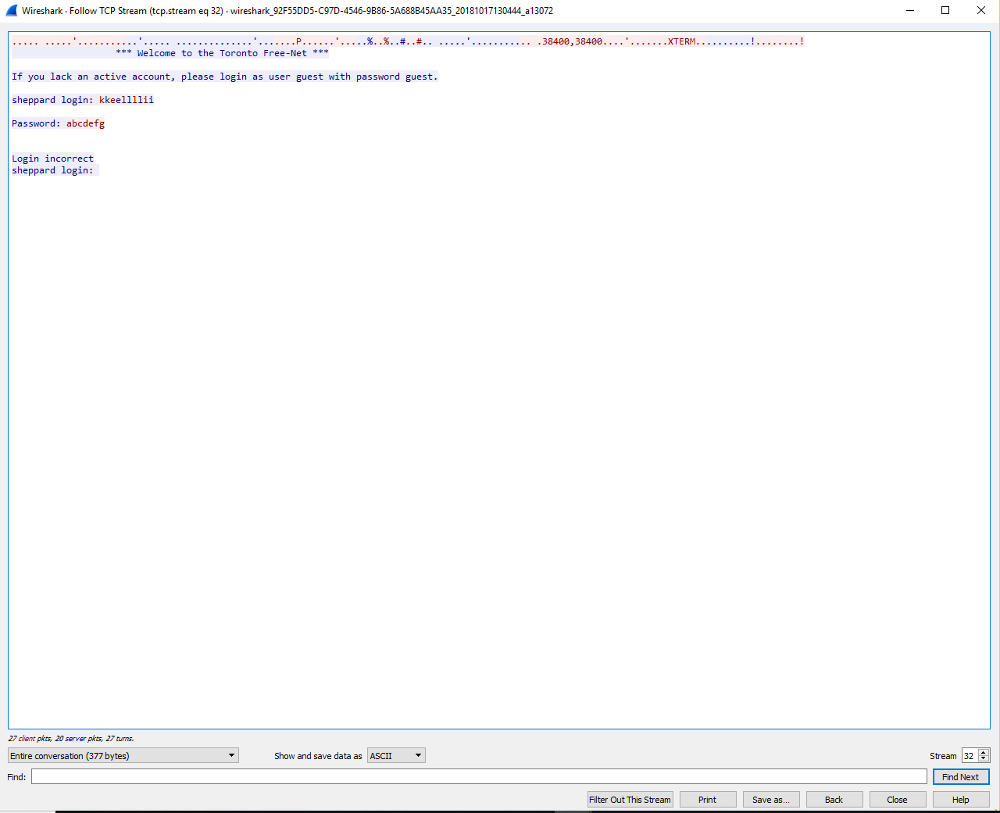 Wireshark · Follow TCP Stream (tcp.stream eq 32) · wireshark_92F55DD5-C97D-4546-9B86-5A688B45AA35_20181017130444_a13072
..... .....'...........'..... ..............'.......P......'.....%..%..#..#.. .....'........... .38400,38400....'.......XTERM..........!........!
*** Welcome to the Toronto Free-Net ***
If you lack an active account, please login as user guest with password guest.
sheppard login: kkeellllii
Password: abcdefg
Login incorrect
sheppard login:
27 client pkts, 20 server pkts, 27 turns.
Entire conversation (377 bytes) Show and save data as ASCII Stream 32
Find: Find Next
Filter Out This Stream Print Save as... Back Close Help